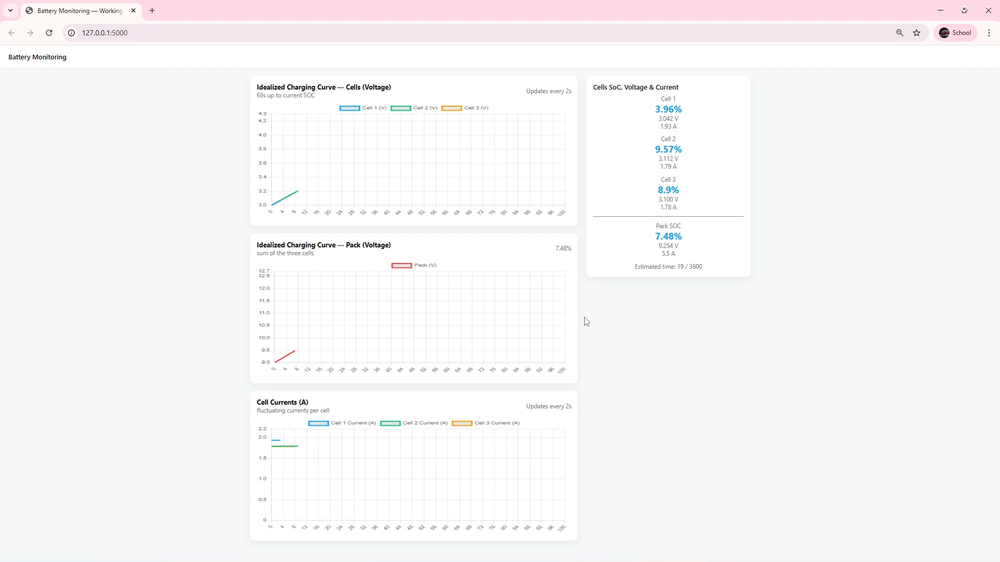 Battery Monitoring — Working
127.0.0.1:5000
School
Battery Monitoring
Idealized Charging Curve — Cells (Voltage)
fills up to current SOC
Updates every 2s
Cell 1 (V) Cell 2 (V) Cell 3 (V)
4.3
4.2
4.0
3.8
3.6
3.4
3.2
3.0
0 4 8 12 16 20 24 28 32 36 40 44 48 52 56 60 64 68 72 76 80 84 88 92 96 100
Idealized Charging Curve — Pack (Voltage)
sum of the three cells
7.48%
Pack (V)
12.7
12.5
12.0
11.5
11.0
10.5
10.0
9.5
9.0
0 4 8 12 16 20 24 28 32 36 40 44 48 52 56 60 64 68 72 76 80 84 88 92 96 100
Cell Currents (A)
fluctuating currents per cell
Updates every 2s
Cell 1 Current (A) Cell 2 Current (A) Cell 3 Current (A)
2.2
2.0
1.5
1.0
0.5
0
0 4 8 12 16 20 24 28 32 36 40 44 48 52 56 60 64 68 72 76 80 84 88 92 96 100
Cells SoC, Voltage & Current
Cell 1
3.96%
3.042 V
1.93 A
Cell 2
9.57%
3.112 V
1.79 A
Cell 3
8.9%
3.100 V
1.78 A
Pack SOC
7.48%
9.254 V
5.5 A
Estimated time: 19 / 3600